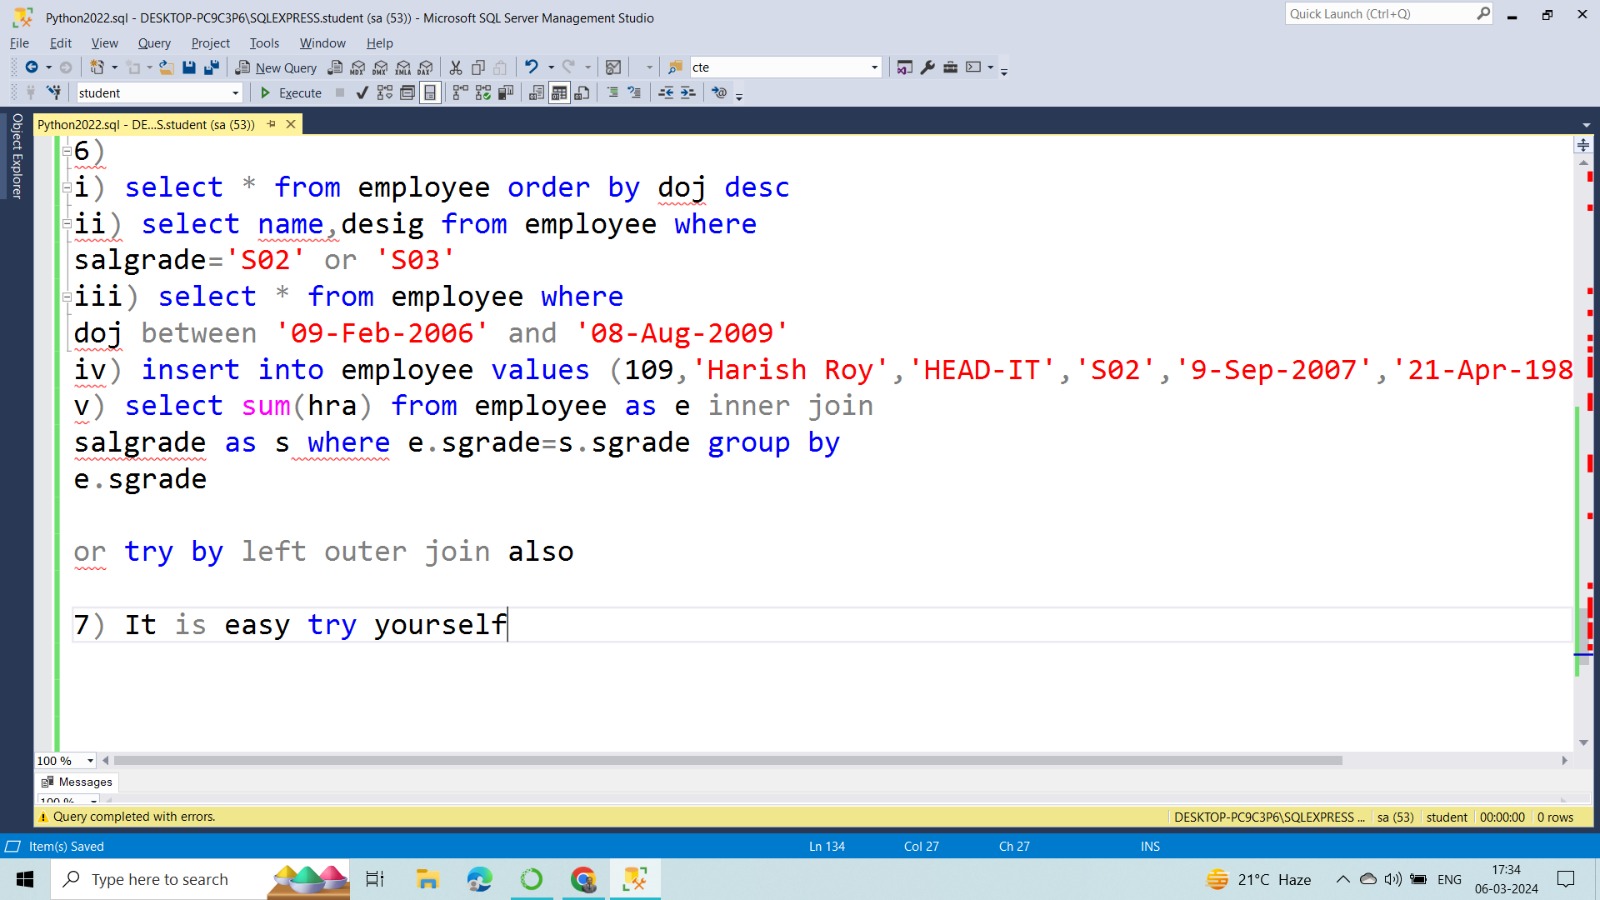 Python2022.sql - DESKTOP-PC9C3P6\SQLEXPRESS.student (sa (53)) - Microsoft SQL Server Management Studio
Quick Launch (Ctrl+Q)
File Edit View Query Project Tools Window Help
New Query
cte
student
Execute
Object Explorer
Python2022.sql - DE...S.student (sa (53))
6)
i) select * from employee order by doj desc
ii) select name,desig from employee where
salgrade='S02' or 'S03'
iii) select * from employee where
doj between '09-Feb-2006' and '08-Aug-2009'
iv) insert into employee values (109,'Harish Roy','HEAD-IT','S02','9-Sep-2007','21-Apr-198
v) select sum(hra) from employee as e inner join
salgrade as s where e.sgrade=s.sgrade group by
e.sgrade
or try by left outer join also
7) It is easy try yourself
100 %
Messages
100 %
Query completed with errors.
DESKTOP-PC9C3P6\SQLEXPRESS ... sa (53) student 00:00:00 0 rows
Item(s) Saved
Ln 134 Col 27 Ch 27 INS
Type here to search
21°C Haze
ENG
17:34
06-03-2024